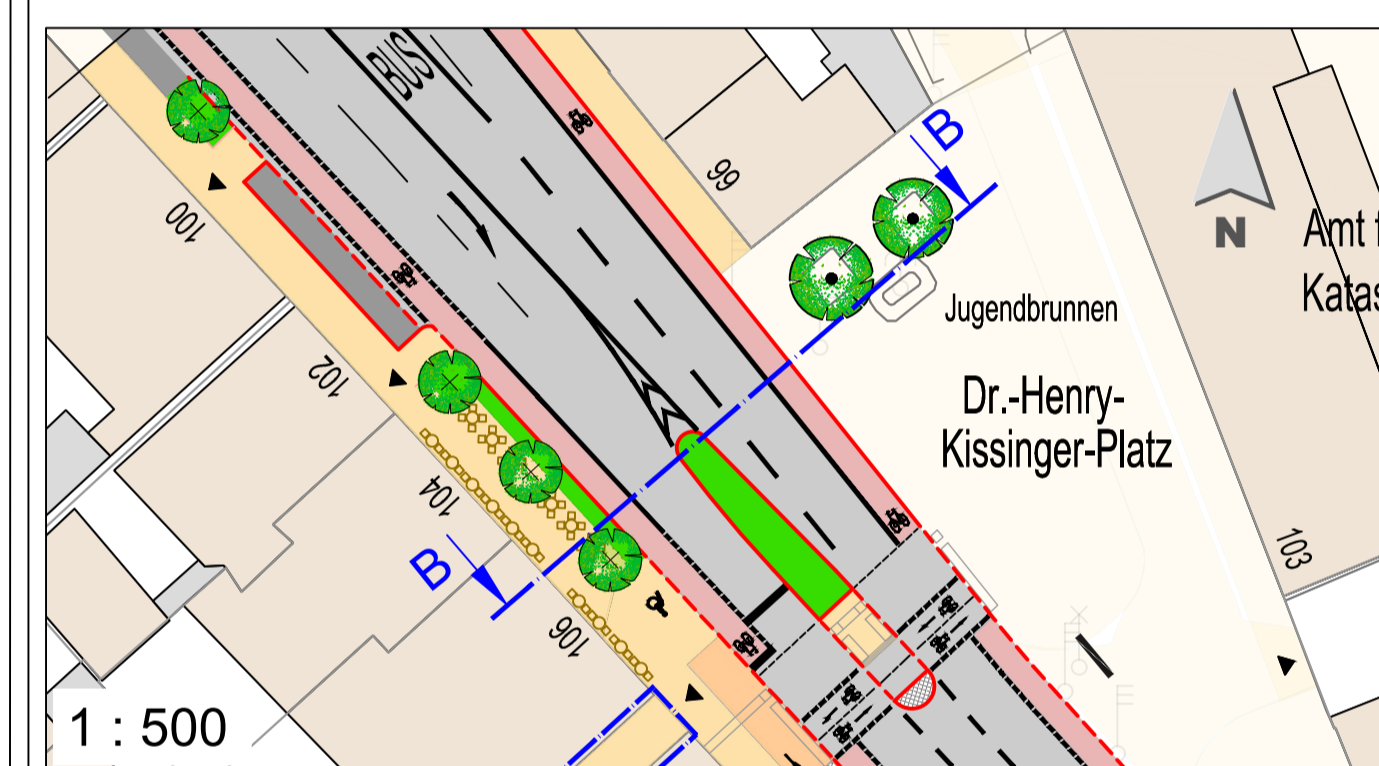 BUS
B
99
100
N
Amt f
Katas
Jugendbrunnen
102
Dr.-Henry-
Kissinger-Platz
104
B
103
106
1 : 500